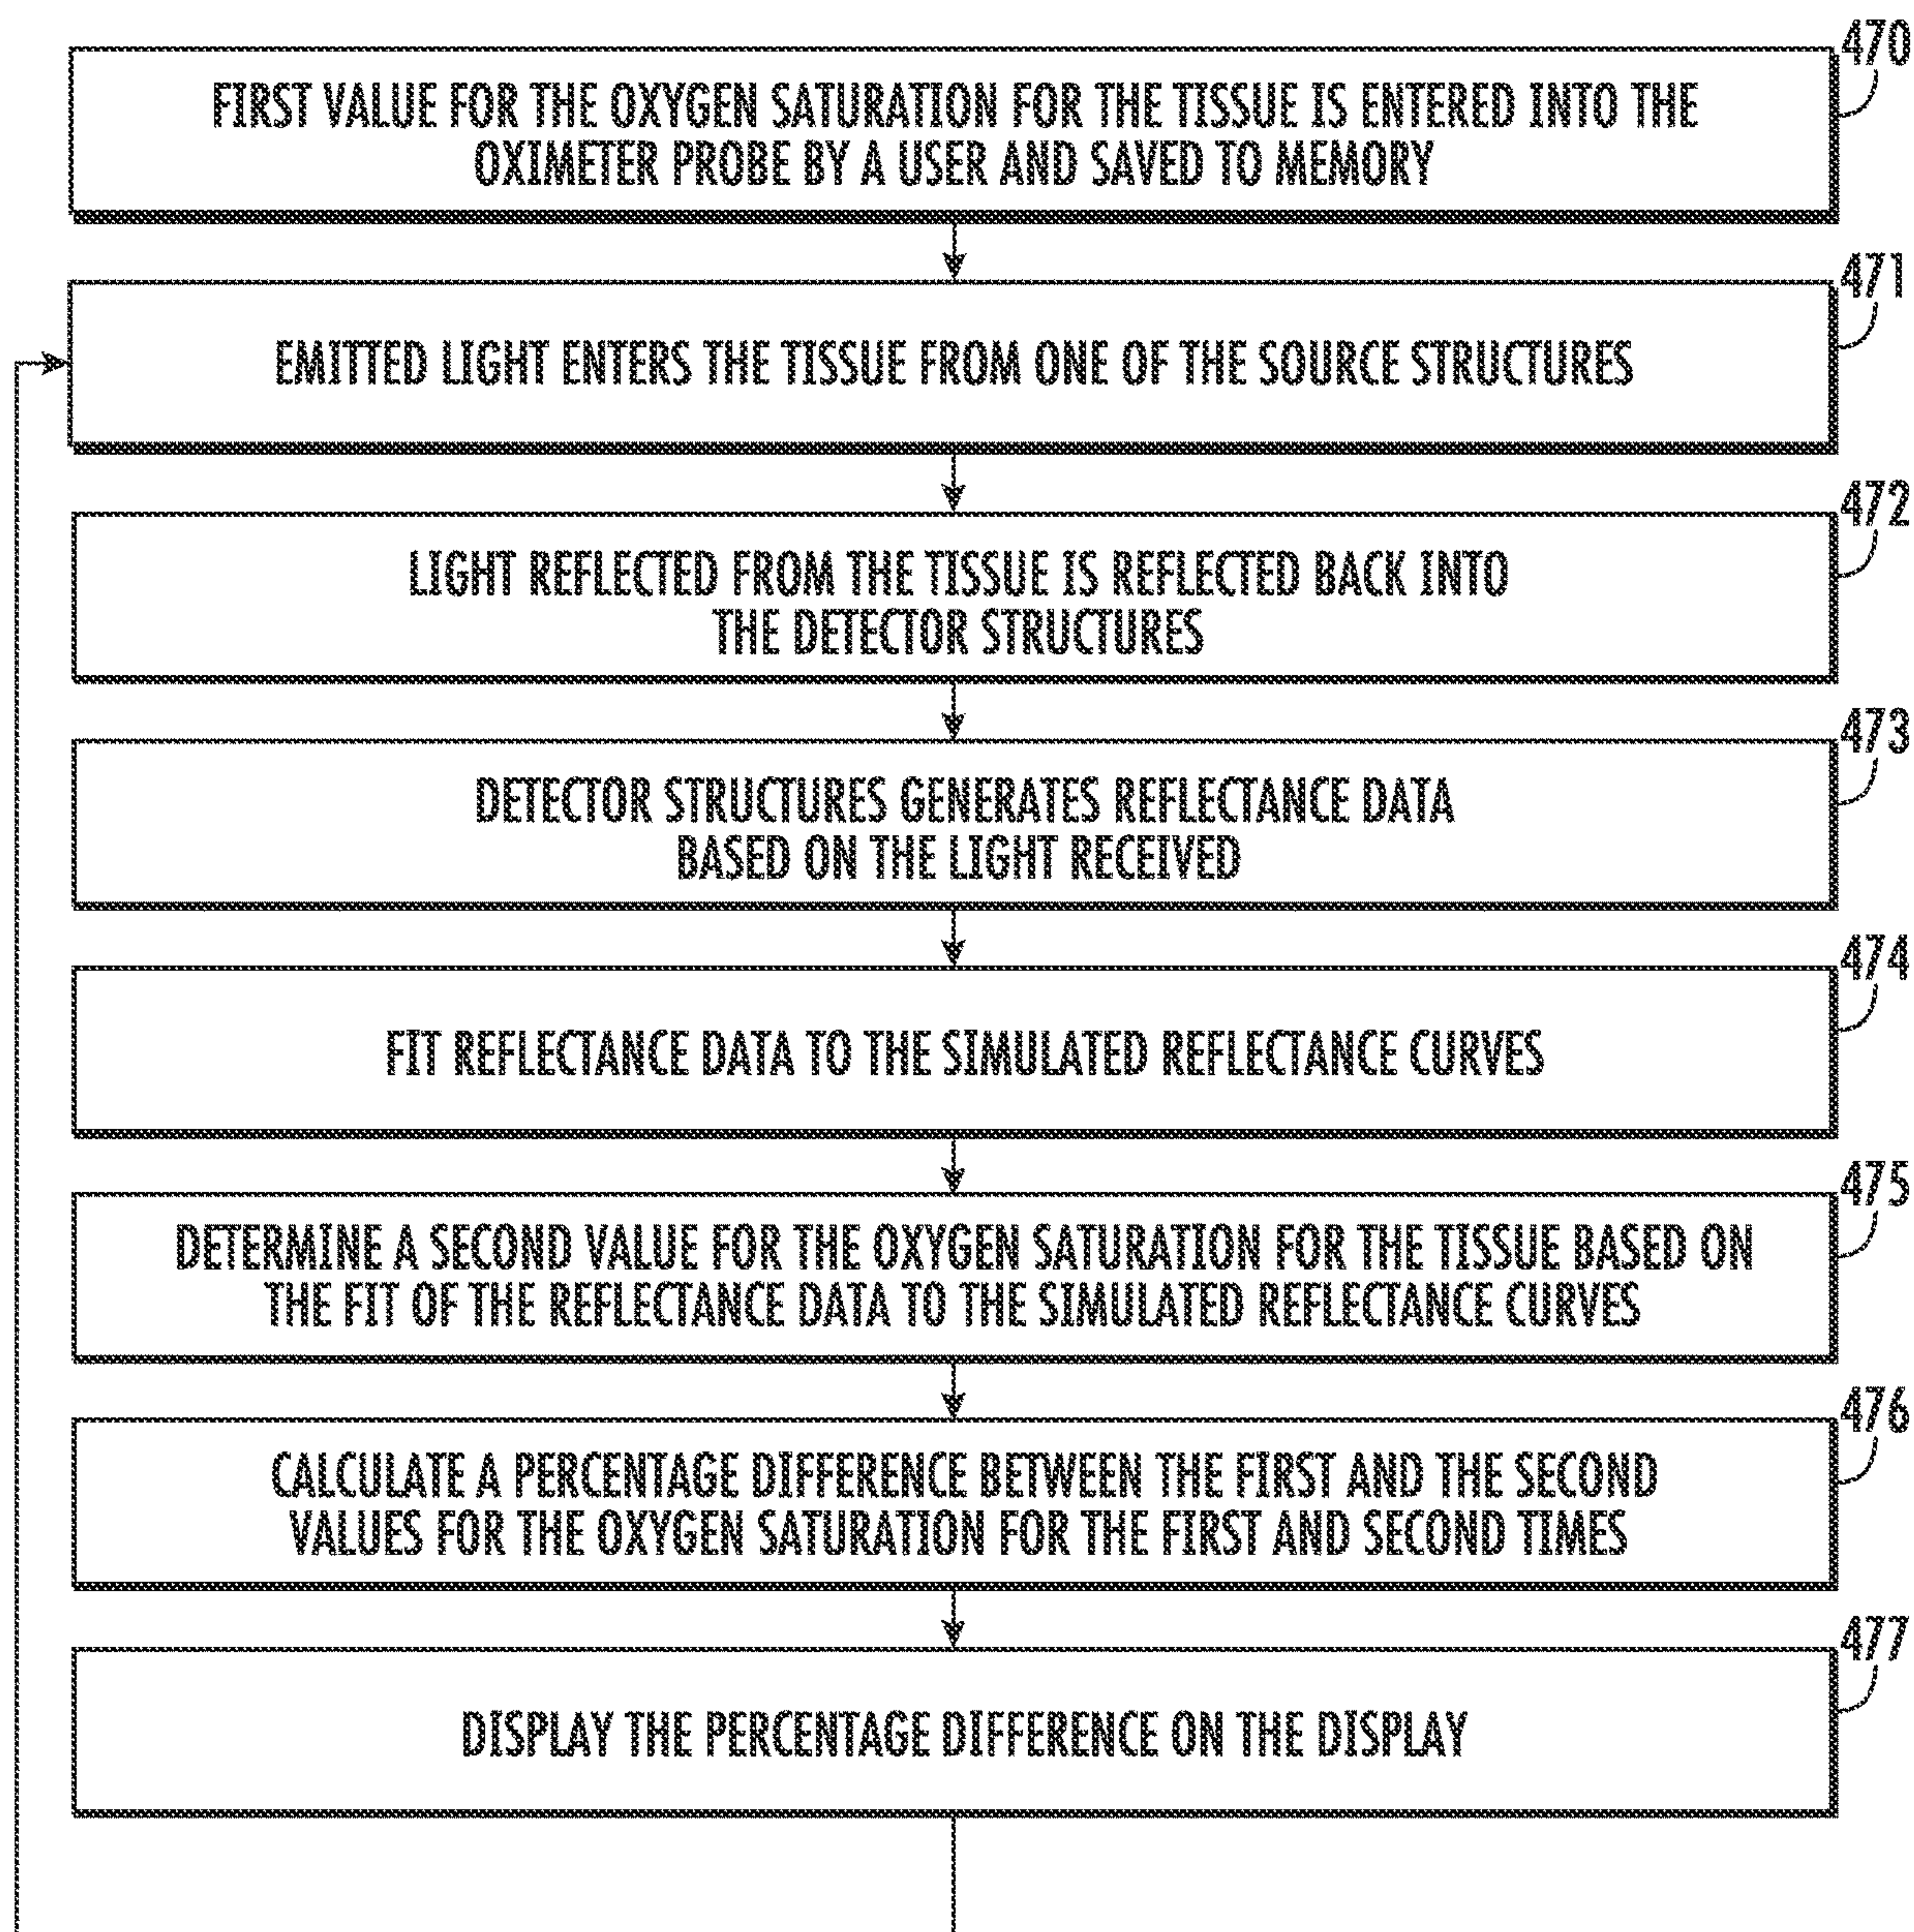 470
FIRST VALUE FOR THE OXYGEN SATURATION FOR THE TISSUE IS ENTERED INTO THE
OXIMETER PROBE BY A USER AND SAVED TO MEMORY
471
EMITTED LIGHT ENTERS THE TISSUE FROM ONE OF THE SOURCE STRUCTURES
472
LIGHT REFLECTED FROM THE TISSUE IS REFLECTED BACK INTO
THE DETECTOR STRUCTURES
473
DETECTOR STRUCTURES GENERATES REFLECTANCE DATA
BASED ON THE LIGHT RECEIVED
474
FIT REFLECTANCE DATA TO THE SIMULATED REFLECTANCE CURVES
475
DETERMINE A SECOND VALUE FOR THE OXYGEN SATURATION FOR THE TISSUE BASED ON
THE FIT OF THE REFLECTANCE DATA TO THE SIMULATED REFLECTANCE CURVES
476
CALCULATE A PERCENTAGE DIFFERENCE BETWEEN THE FIRST AND THE SECOND
VALUES FOR THE OXYGEN SATURATION FOR THE FIRST AND SECOND TIMES
477
DISPLAY THE PERCENTAGE DIFFERENCE ON THE DISPLAY